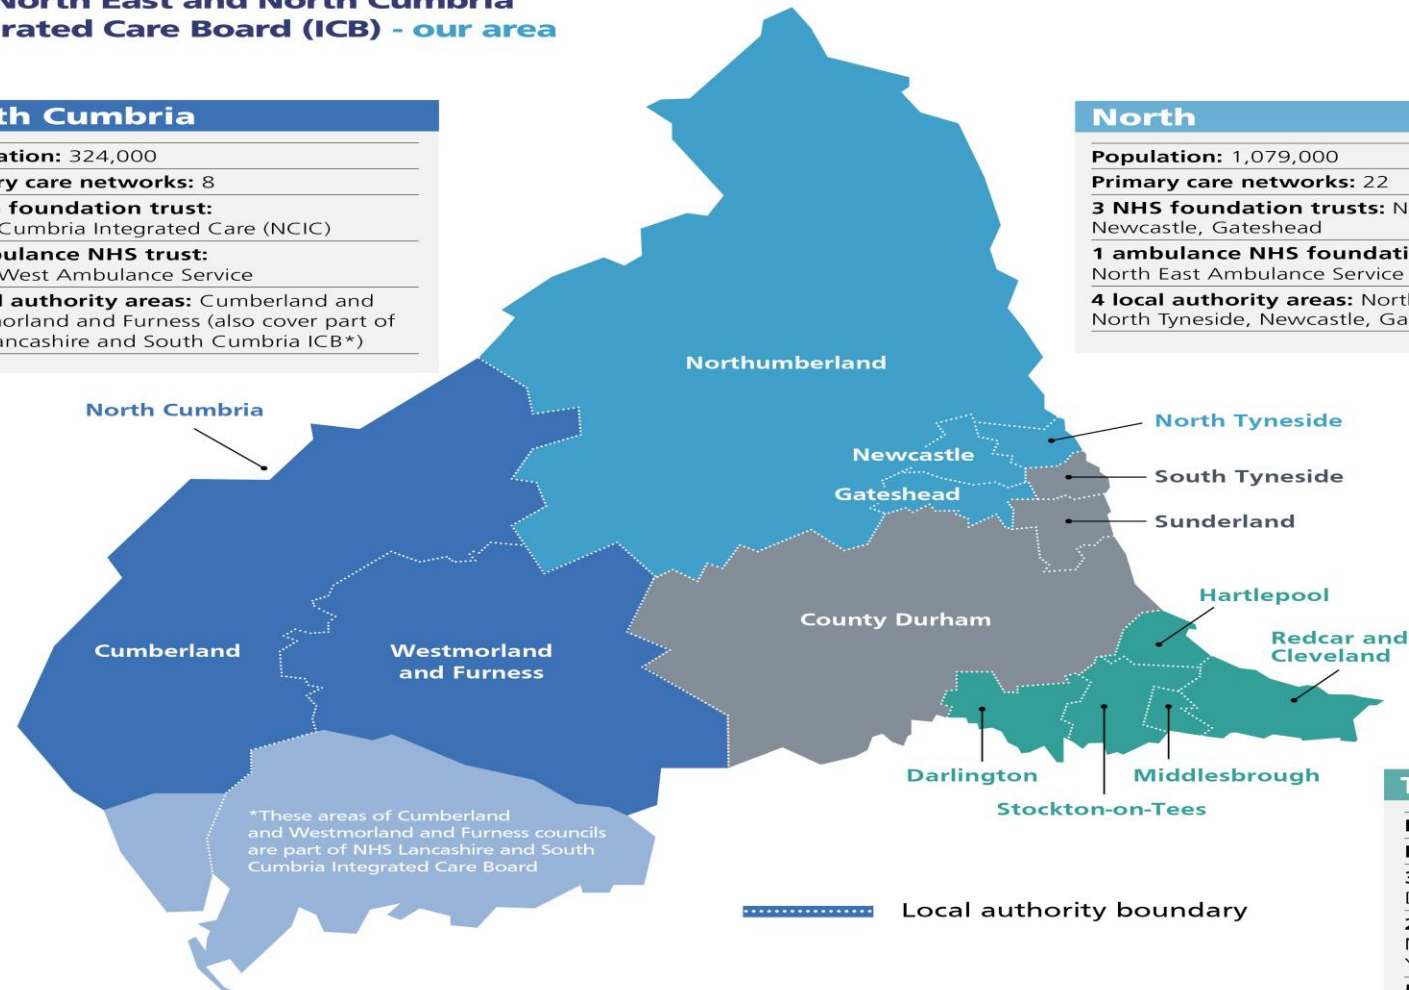 North East and North Cumbria
rated Care Board (ICB) - our area
th Cumbria
ation: 324,000
ry care networks: 8
foundation trust:
Cumbria Integrated Care (NCIC)
bulance NHS trust:
West Ambulance Service
l authority areas: Cumberland and
morland and Furness (also cover part of
ancashire and South Cumbria ICB*)
North
Population: 1,079,000
Primary care networks: 22
3 NHS foundation trusts: N
Newcastle, Gateshead
1 ambulance NHS foundati
North East Ambulance Service
4 local authority areas: Nort
North Tyneside, Newcastle, Ga
Northumberland
North Cumbria
North Tyneside
Newcastle
South Tyneside
Gateshead
Sunderland
Hartlepool
County Durham
Redcar and
Cleveland
Cumberland
Westmorland
and Furness
Darlington
Middlesbrough
Stockton-on-Tees
*These areas of Cumberland
and Westmorland and Furness councils
are part of NHS Lancashire and South
Cumbria Integrated Care Board
Local authority boundary